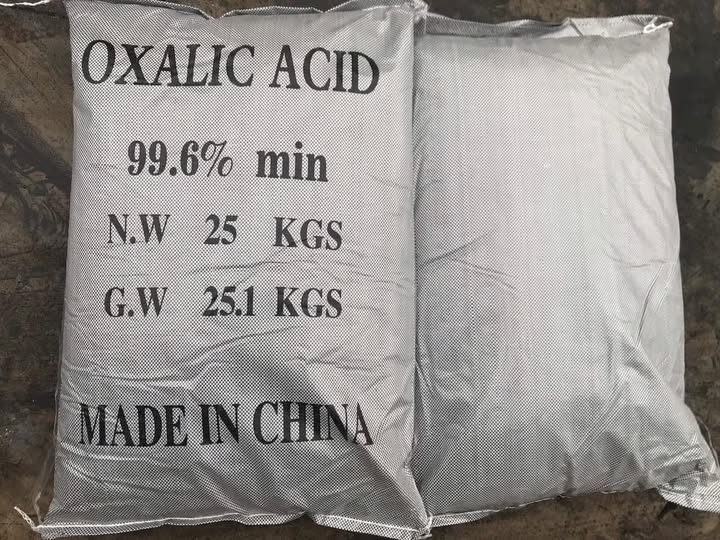 OXALIC ACID
99.6% min
N.W 25 KGS
G.W 25.1 KGS
MADE IN CHINA